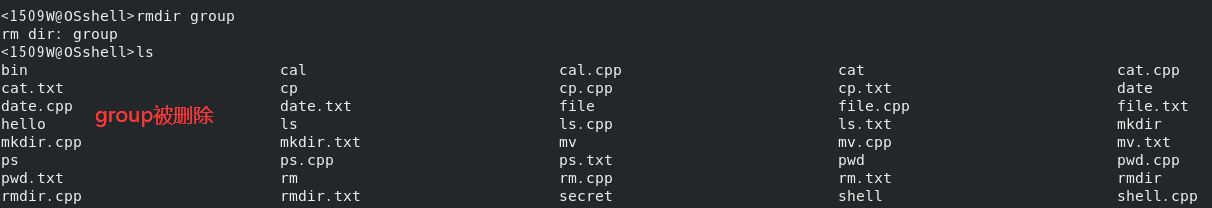 <1509W@OSshell>rmdir group
rm dir: group
<1509W@OSshell>ls
bin cal cal.cpp cat cat.cpp
cat.txt cp cp.cpp cp.txt date
date.cpp date.txt file file.cpp file.txt
group被删除
hello ls ls.cpp ls.txt mkdir
mkdir.cpp mkdir.txt mv mv.cpp mv.txt
ps ps.cpp ps.txt pwd pwd.cpp
pwd.txt rm rm.cpp rm.txt rmdir
rmdir.cpp rmdir.txt secret shell shell.cpp